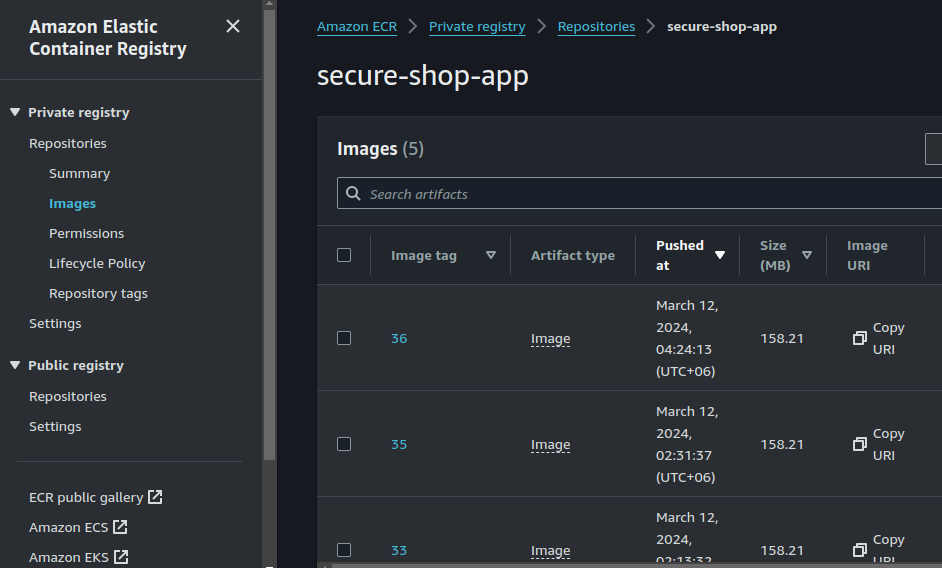 Amazon Elastic
Container Registry
Private registry
Repositories
Summary
Images
Permissions
Lifecycle Policy
Repository tags
Settings
Public registry
Repositories
Settings
ECR public gallery
Amazon ECS
Amazon EKS
Amazon ECR > Private registry > Repositories > secure-shop-app
secure-shop-app
Images (5)
Search artifacts
Image tag
Artifact type
Pushed
at
Size
(MB)
Image
URI
36
Image
March 12,
2024,
04:24:13
(UTC+06)
158.21
Copy
URI
35
Image
March 12,
2024,
02:31:37
(UTC+06)
158.21
Copy
URI
33
Image
March 12,
2024,
02:13:32
158.21
Copy
URI